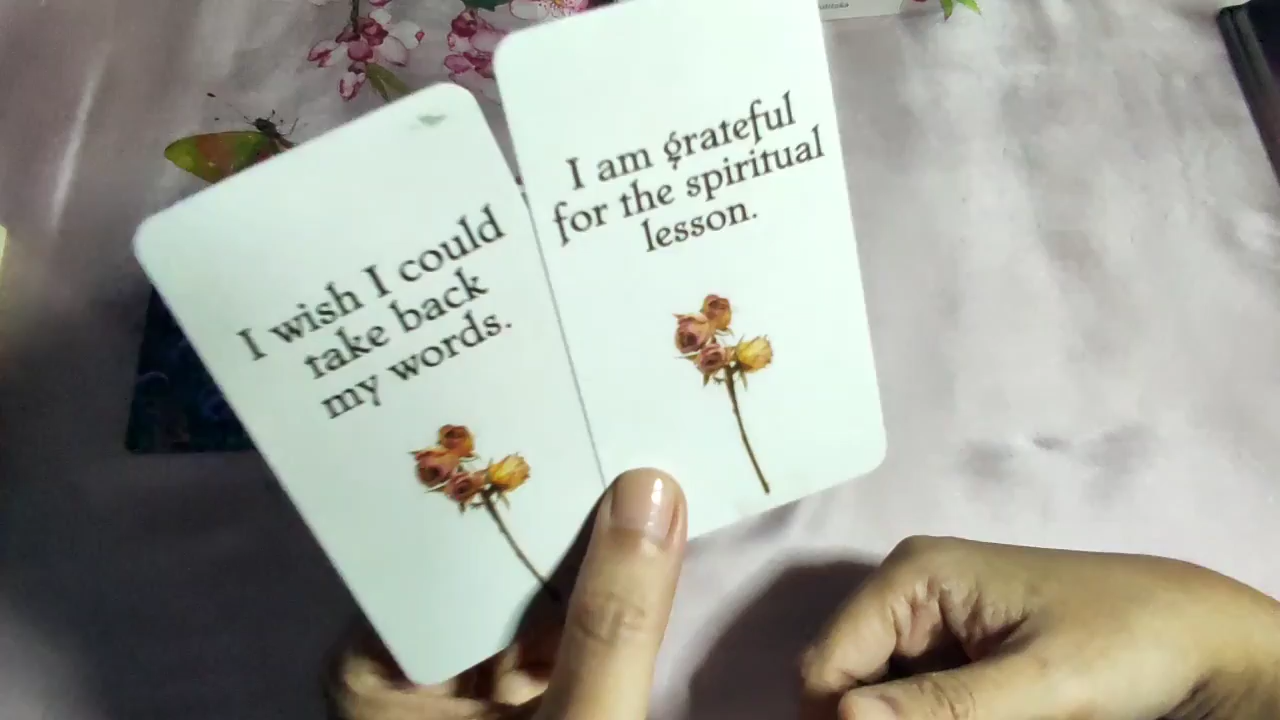 I wish I could
take back
my words.
I am grateful
for the spiritual
lesson.